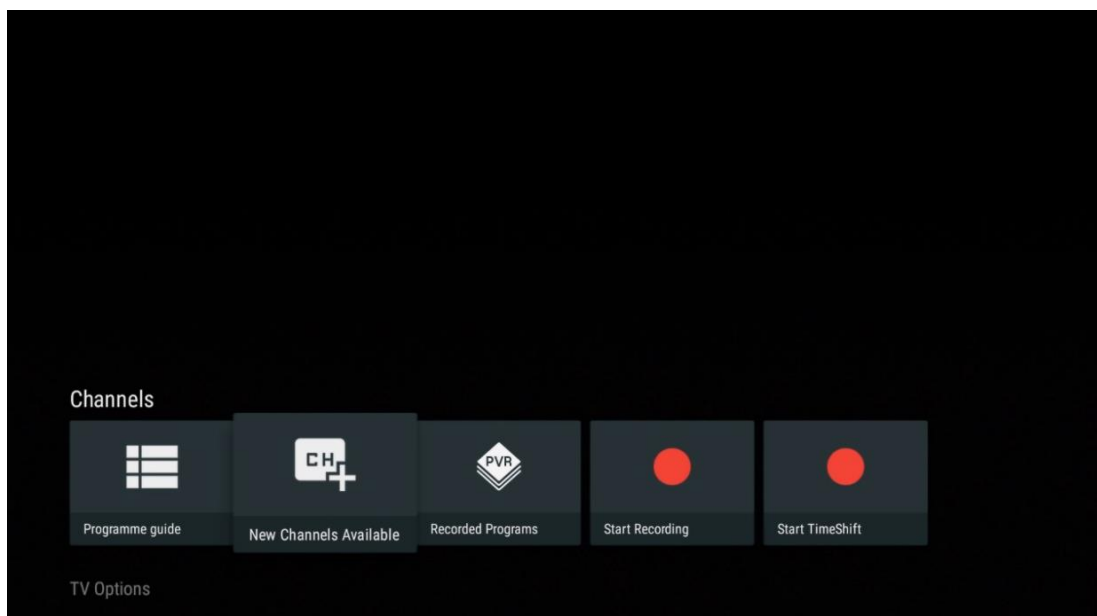 Channels
CH
PVR
Programme guide
New Channels Available
Recorded Programs
Start Recording
Start TimeShift
TV Options